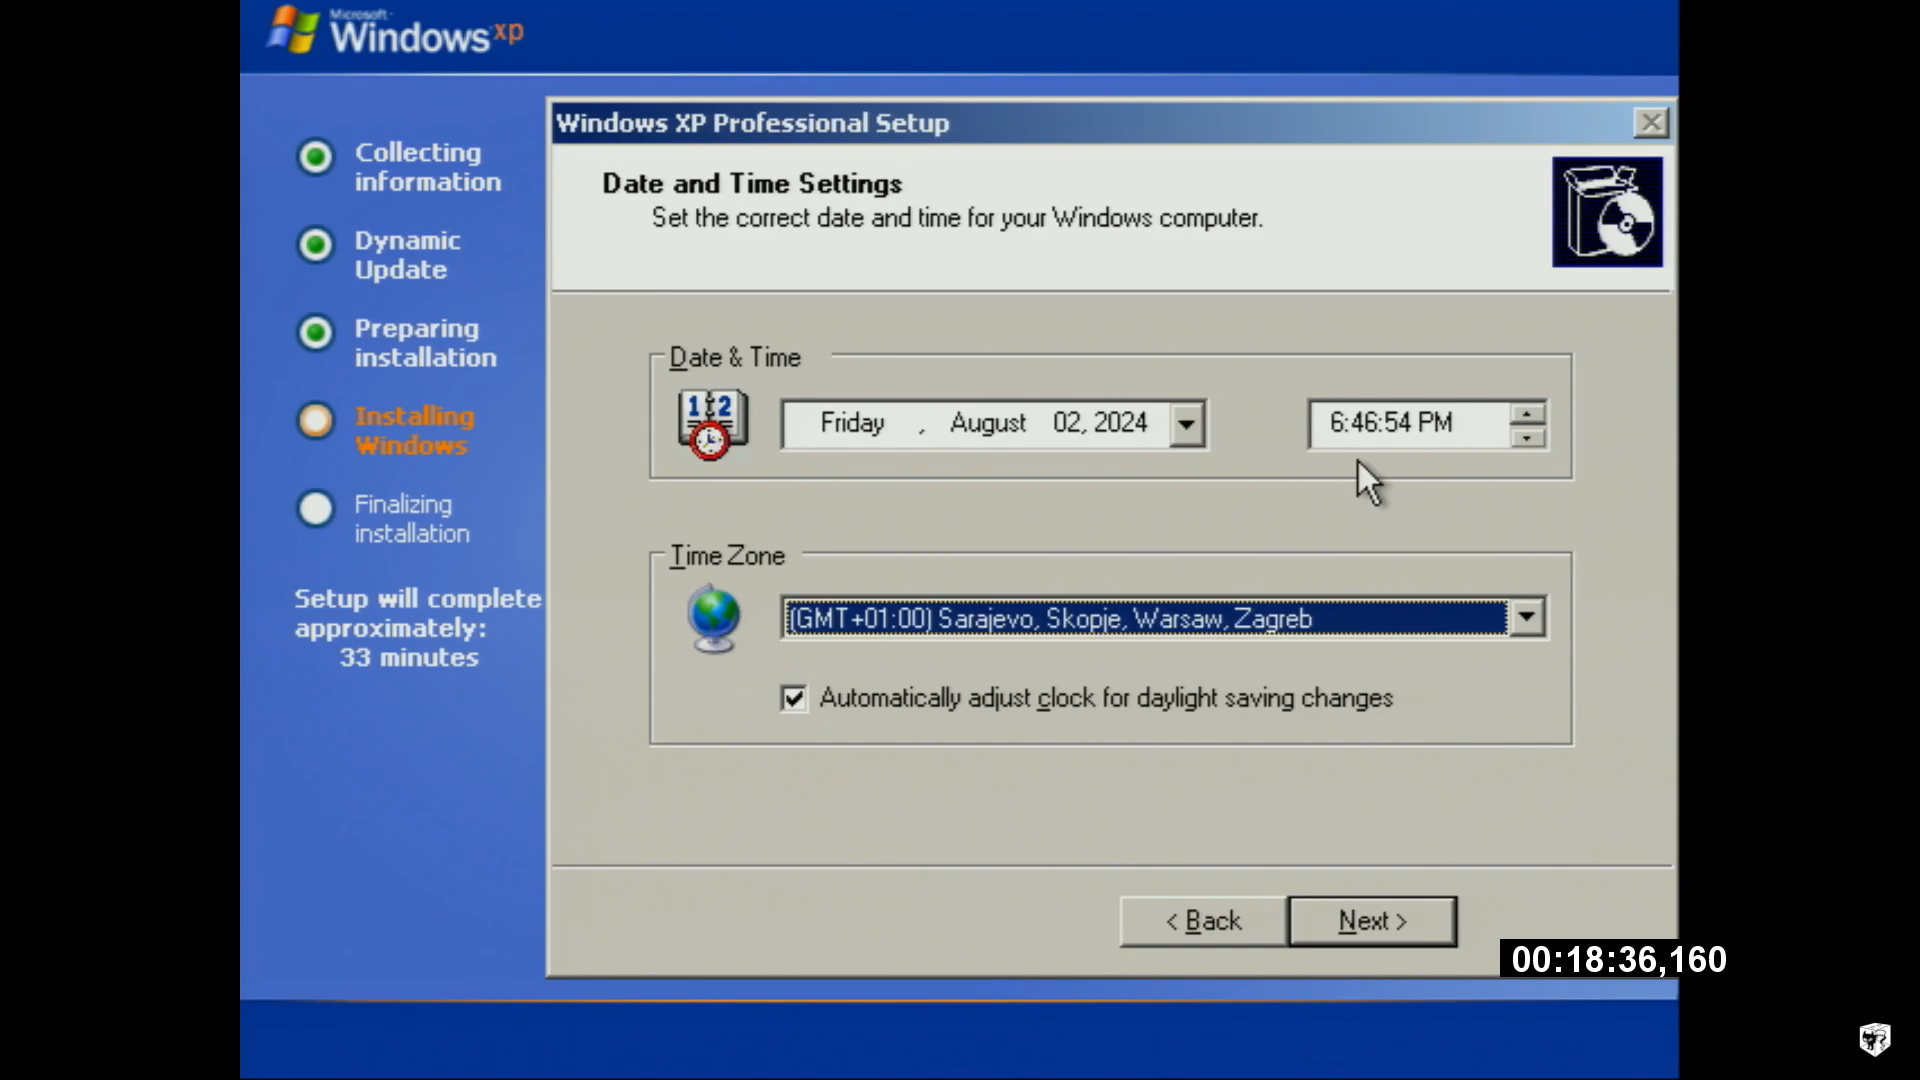 Microsoft
Windows xp
Collecting
information
Dynamic
Update
Preparing
installation
Installing
Windows
Finalizing
installation
Setup will complete
approximately:
33 minutes
Windows XP Professional Setup
Date and Time Settings
Set the correct date and time for your Windows computer.
Date & Time
12
Friday , August 02, 2024
6:46:54 PM
Time Zone
(GMT+01:00) Sarajevo, Skopje, Warsaw, Zagreb
Automatically adjust clock for daylight saving changes
< Back
Next >
00:18:36,160